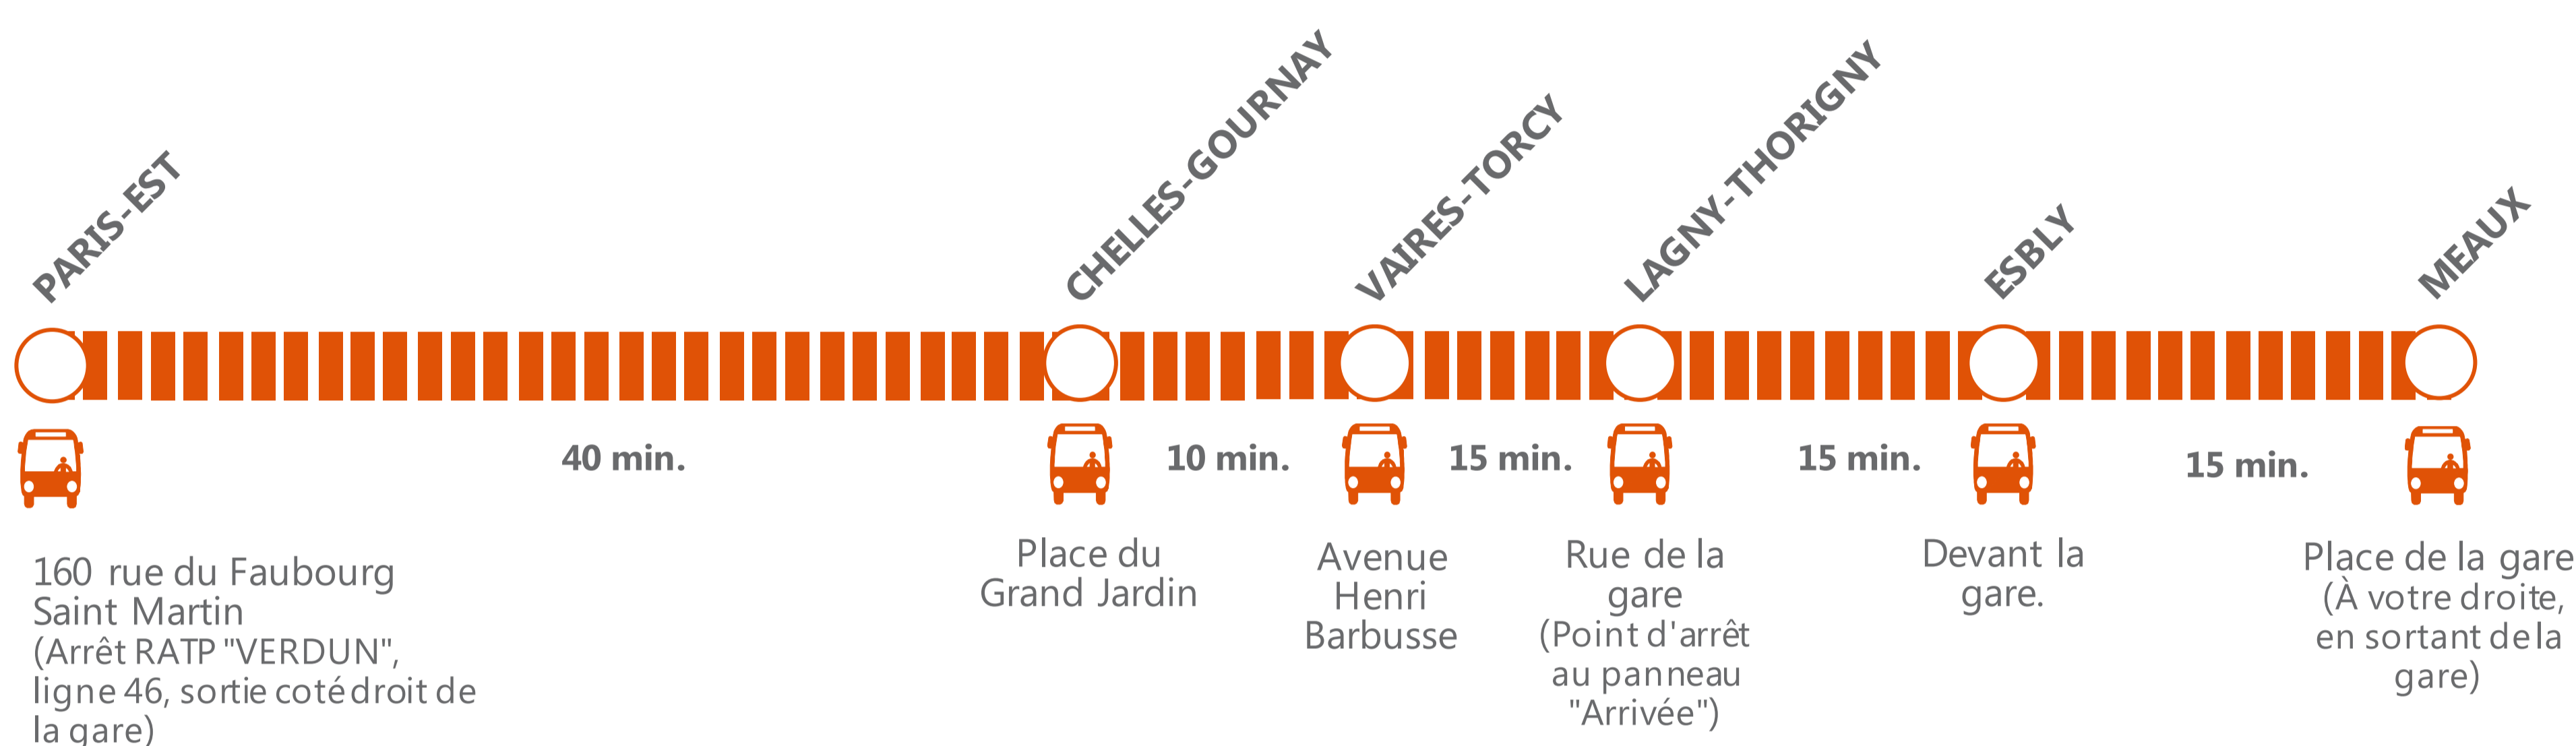 PARIS-EST
CHELLES-GOURNAY
VAIRES-TORCY
LAGNY-THORIGNY
ESBLY
MEAUX
40 min.
10 min.
15 min.
15 min.
15 min.
160 rue du Faubourg
Saint Martin
(Arrêt RATP "VERDUN",
ligne 46, sortie coté droit de
la gare)
Place du
Grand Jardin
Avenue
Henri
Barbusse
Rue de la
gare
(Point d'arrêt
au panneau
"Arrivée")
Devant la
gare.
Place de la gare
(À votre droite,
en sortant de la
gare)